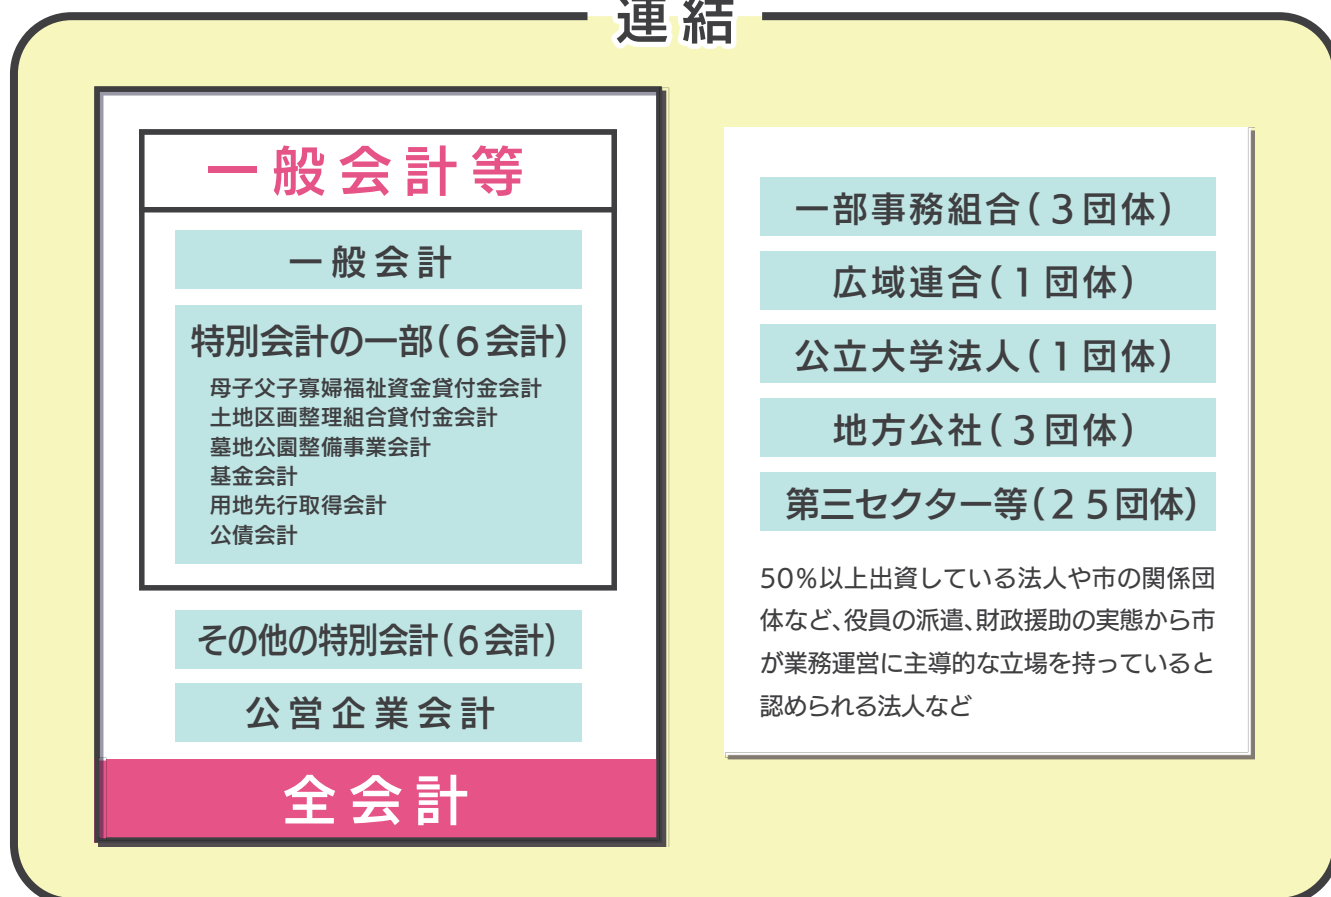 連結
一般会計等
一般会計
特別会計の一部(6会計)
母子父子寡婦福祉資金貸付金会計
土地区画整理組合貸付金会計
墓地公園整備事業会計
基金会計
用地先行取得会計
公債会計
その他の特別会計(6会計)
公営企業会計
全会計
一部事務組合(3団体)
広域連合(1団体)
公立大学法人(1団体)
地方公社(3団体)
第三セクター等(25団体)
50%以上出資している法人や市の関係団
体など、役員の派遣、財政援助の実態から市
が業務運営に主導的な立場を持っていると
認められる法人など